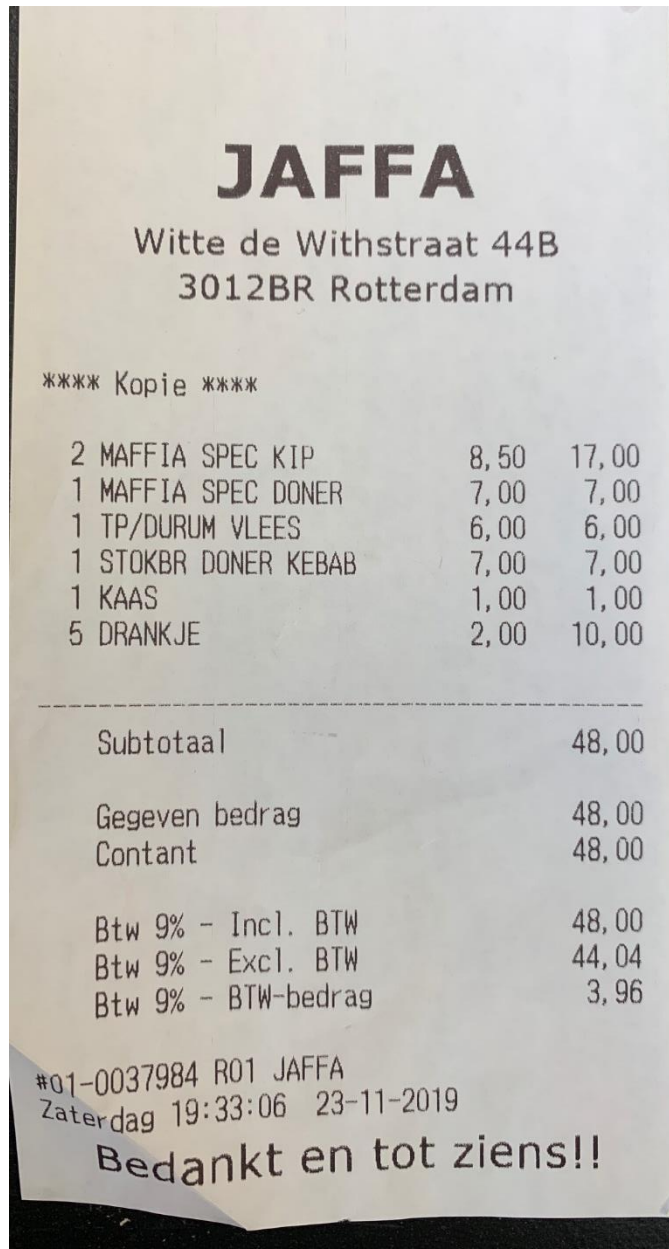 JAFFA
Witte de Withstraat 44B
3012BR Rotterdam
**** Kopie ****
2 MAFFIA SPEC KIP 8,50 17,00
1 MAFFIA SPEC DONER 7,00 7,00
1 TP/DURUM VLEES 6,00 6,00
1 STOKBR DONER KEBAB 7,00 7,00
1 KAAS 1,00 1,00
5 DRANKJE 2,00 10,00
Subtotaal 48,00
Gegeven bedrag 48,00
Contant 48,00
Btw 9% - Incl. BTW 48,00
Btw 9% - Excl. BTW 44,04
Btw 9% - BTW-bedrag 3,96
#01-0037984 R01 JAFFA
Zaterdag 19:33:06 23-11-2019
Bedankt en tot ziens!!